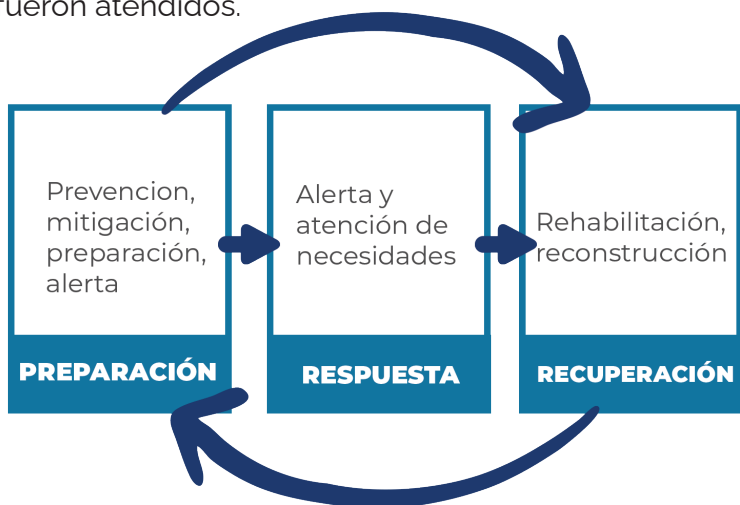 fueron atendidos.
Prevencion,
mitigación,
preparación,
alerta
PREPARACIÓN
Alerta y
atención de
necesidades
RESPUESTA
Rehabilitación,
reconstrucción
RECUPERACIÓN